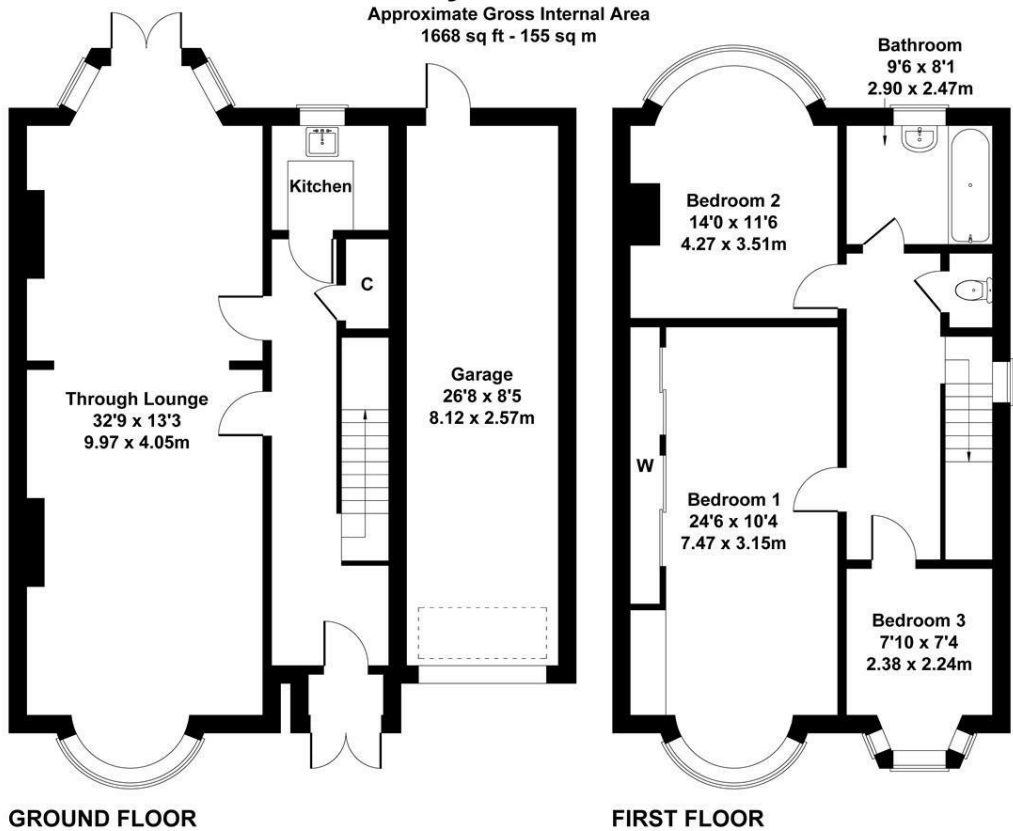 Approximate Gross Internal Area
1668 sq ft - 155 sq m
Kitchen
C
Through Lounge
32'9 x 13'3
9.97 x 4.05m
Garage
26'8 x 8'5
8.12 x 2.57m
GROUND FLOOR
Bathroom
9'6 x 8'1
2.90 x 2.47m
Bedroom 2
14'0 x 11'6
4.27 x 3.51m
W
Bedroom 1
24'6 x 10'4
7.47 x 3.15m
Bedroom 3
7'10 x 7'4
2.38 x 2.24m
FIRST FLOOR